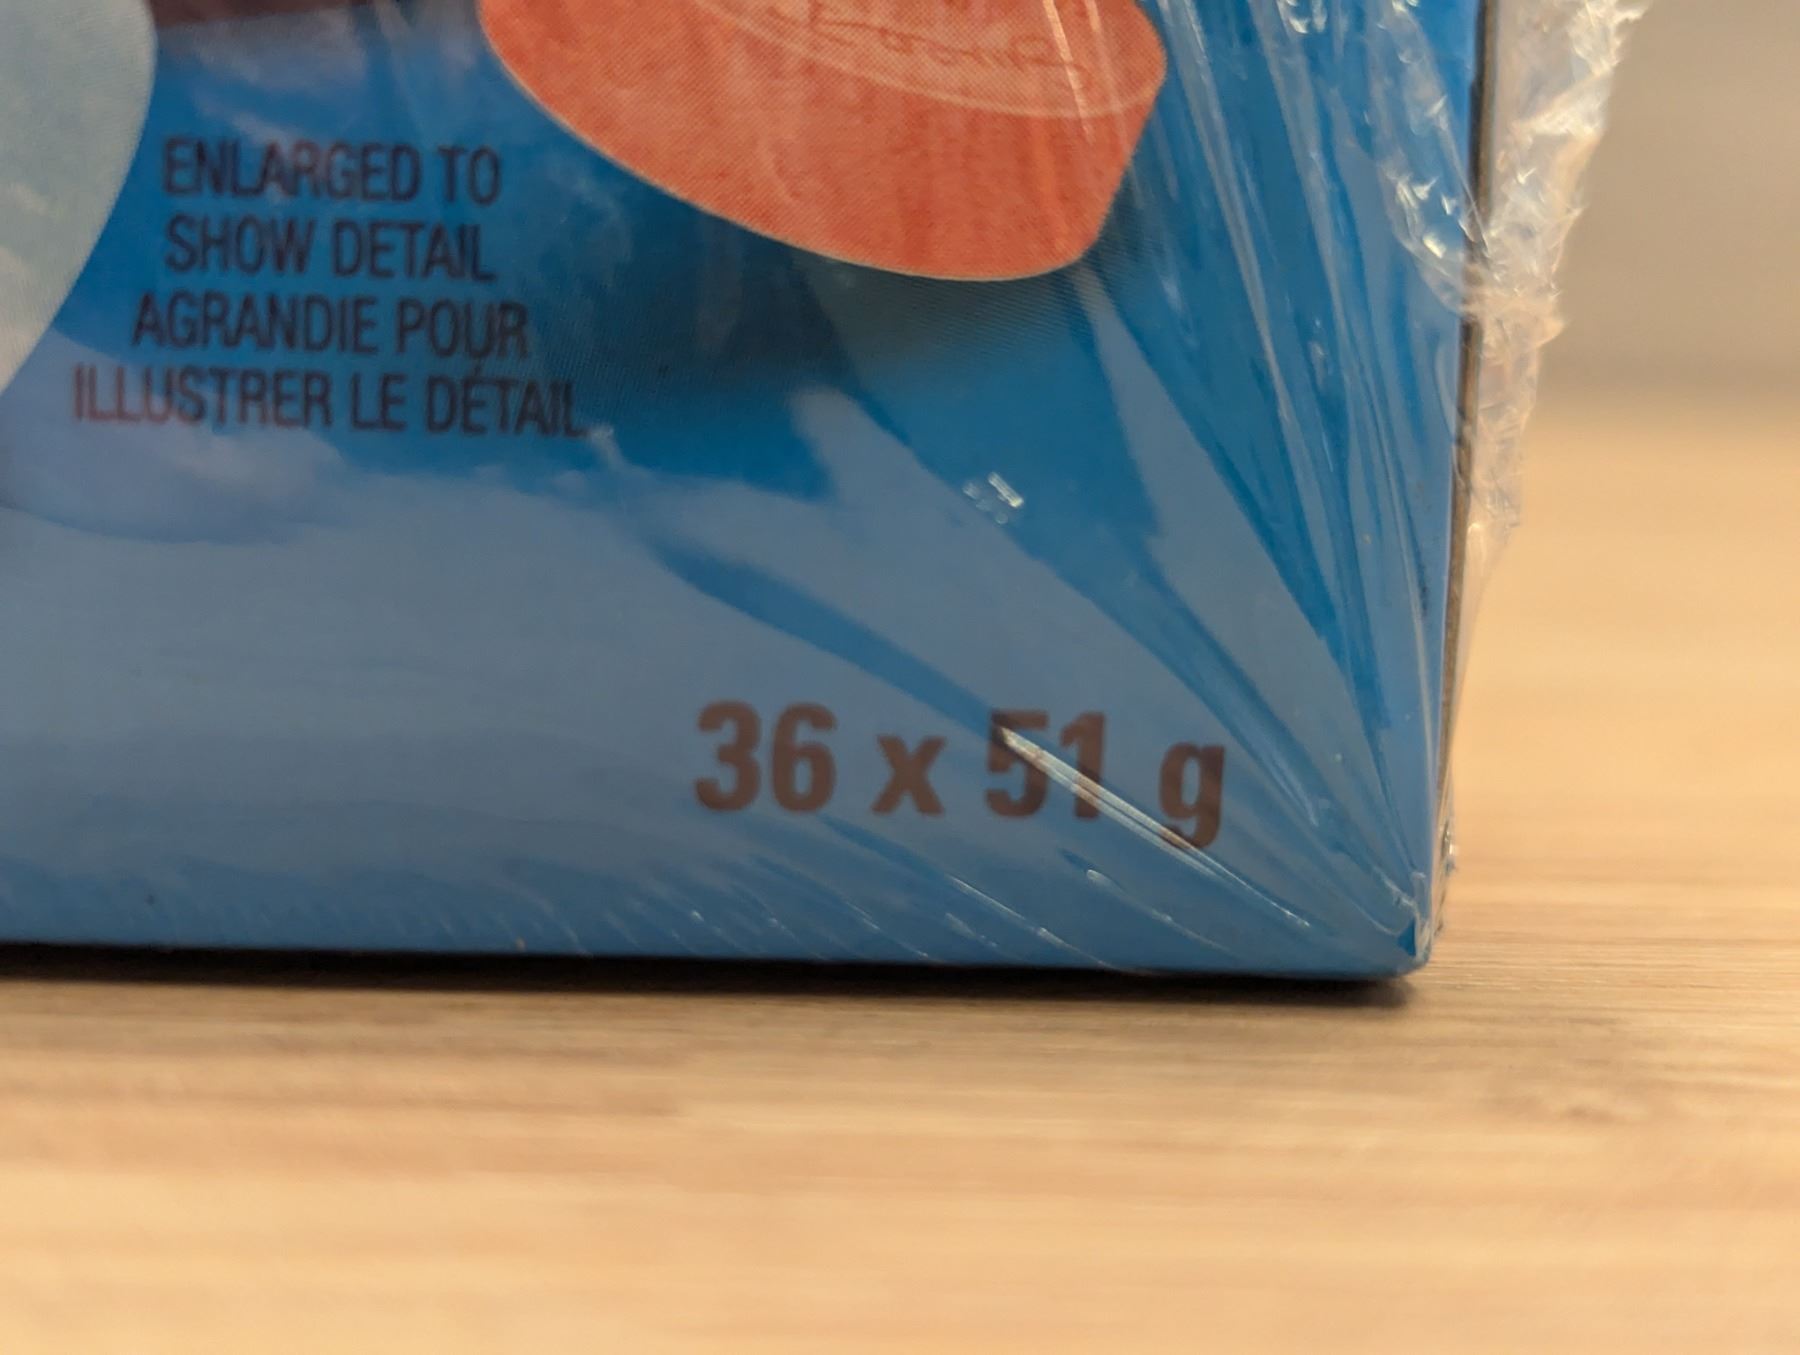 ENLARGED TO
SHOW DETAIL
AGRANDIE POUR
ILLUSTRER LE DÉTAIL
36 x 51 g